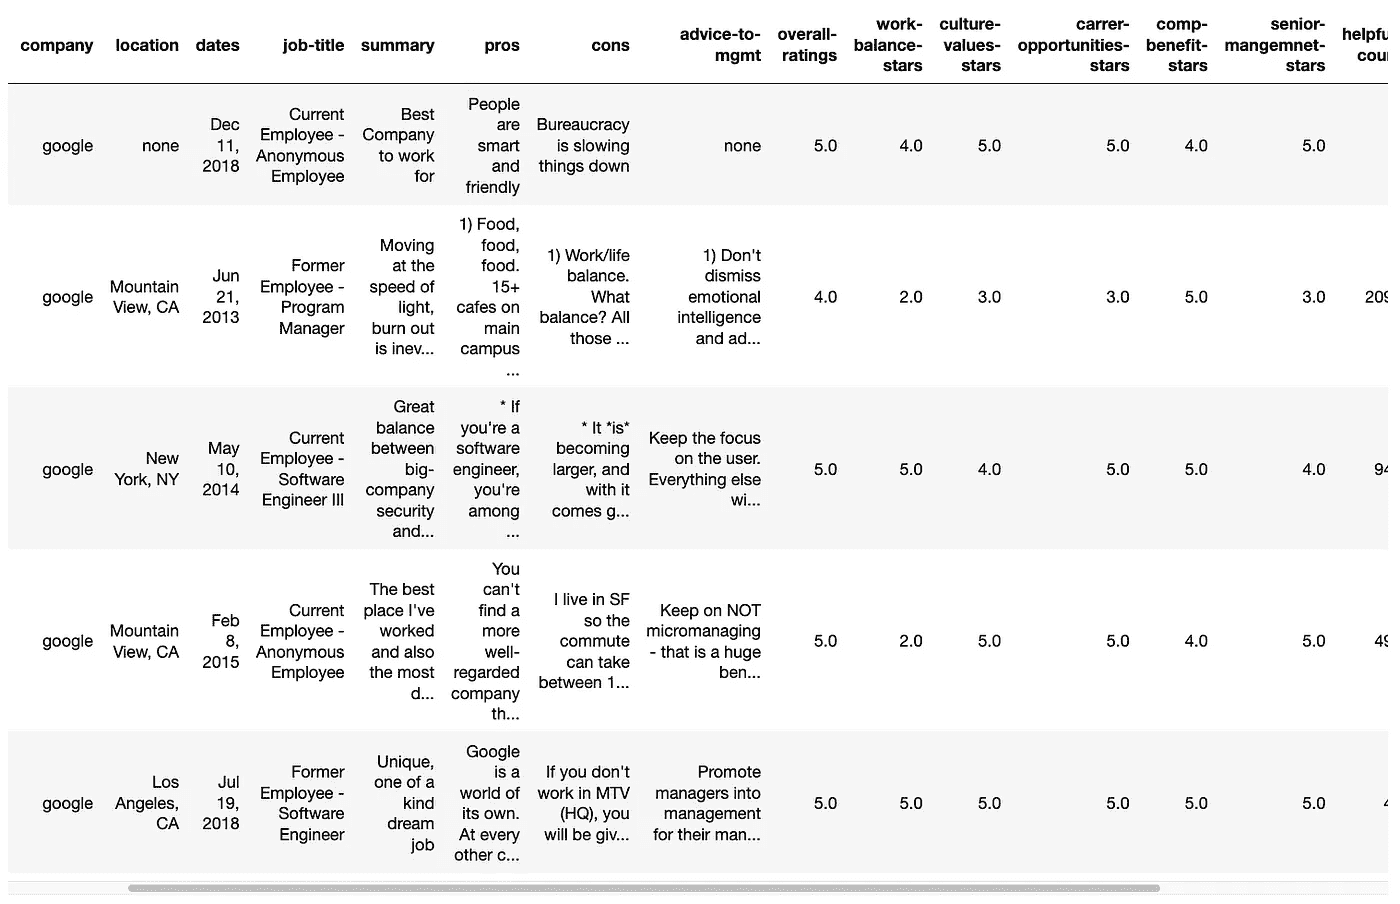 company location dates job-title summary pros cons advice-to-mgmt overall-ratings work-balance-stars culture-values-stars carrer-opportunities-stars comp-benefit-stars senior-mangemnet-stars
google none Dec 11, 2018 Current Employee - Anonymous Employee Best Company to work for People are smart and friendly Bureaucracy is slowing things down none 5.0 4.0 5.0 5.0 4.0 5.0
google Mountain View, CA Jun 21, 2013 Former Employee - Program Manager Moving at the speed of light, burn out is inev... 1) Food, food, food. 15+ cafes on main campus ... 1) Work/life balance. What balance? All those ... 1) Don't dismiss emotional intelligence and ad... 4.0 2.0 3.0 3.0 5.0 3.0
google New York, NY May 10, 2014 Current Employee - Software Engineer III Great balance between big-company security and... * If you're a software engineer, you're among ... * It *is* becoming larger, and with it comes g... Keep the focus on the user. Everything else wi... 5.0 5.0 4.0 5.0 5.0 4.0
google Mountain View, CA Feb 8, 2015 Current Employee - Anonymous Employee The best place I've worked and also the most d... You can't find a more well-regarded company th... I live in SF so the commute can take between 1... Keep on NOT micromanaging - that is a huge ben... 5.0 2.0 5.0 5.0 4.0 5.0
google Los Angeles, CA Jul 19, 2018 Former Employee - Software Engineer Unique, one of a kind dream job Google is a world of its own. At every other c... If you don't work in MTV (HQ), you will be giv... Promote managers into management for their man... 5.0 5.0 5.0 5.0 5.0 5.0